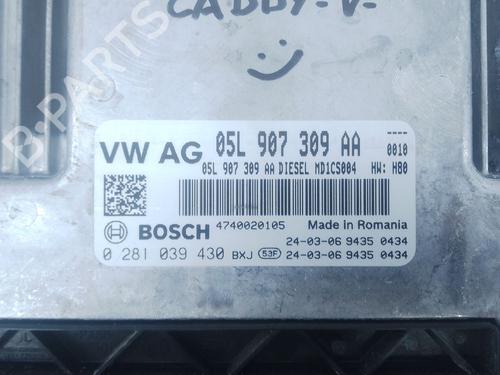 CADDY-V-
VW AG 05L 907 309 AA 0010
05L 907 309 AA DIESEL MD1CS004 HW: H80
4740020105 Made in Romania
BOSCH
24-03-06 9435 0434
0 281 039 430 BXJ 53F 24-03-06 9435 0434
B-PARTS